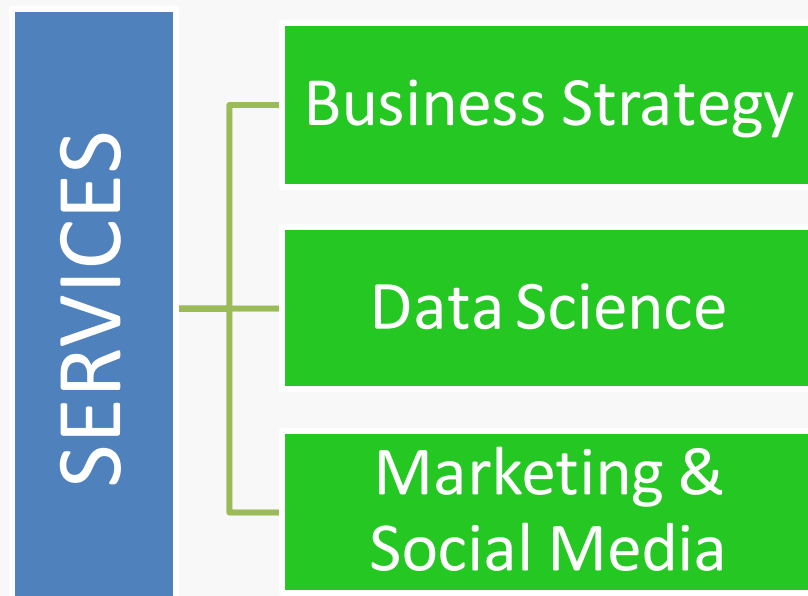 SERVICES
Business Strategy
Data Science
Marketing &
Social Media